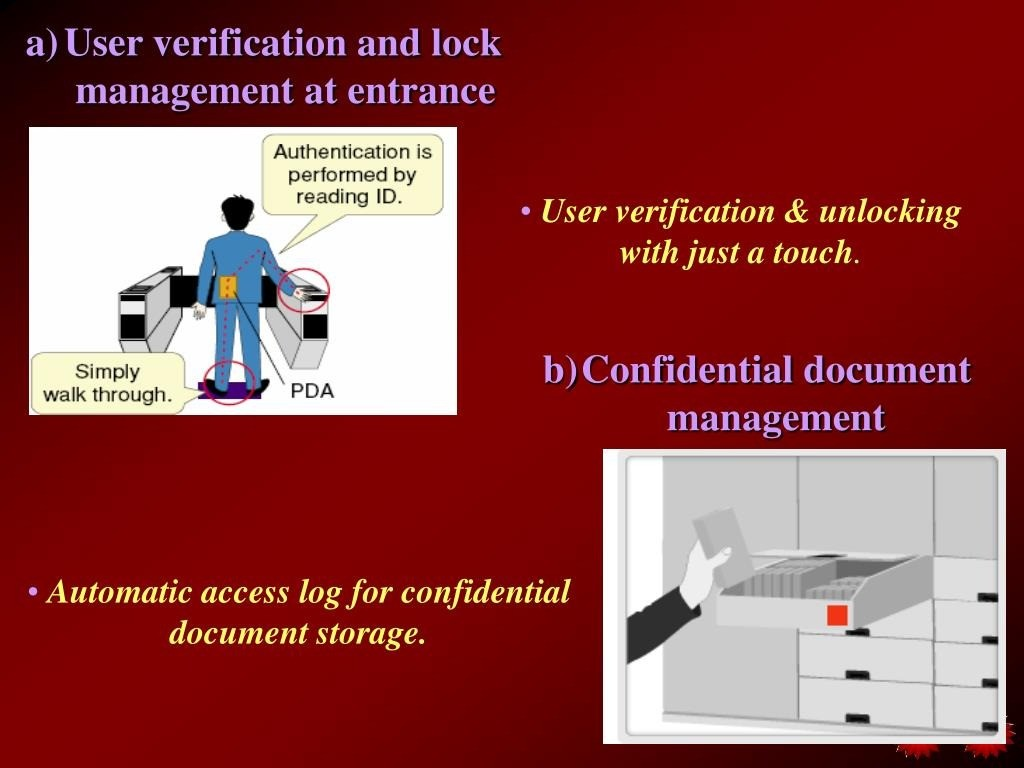 a) User verification and lock
management at entrance
Authentication is
performed by
reading ID.
Simply
walk through.
PDA
• User verification & unlocking
with just a touch.
b) Confidential document
management
• Automatic access log for confidential
document storage.